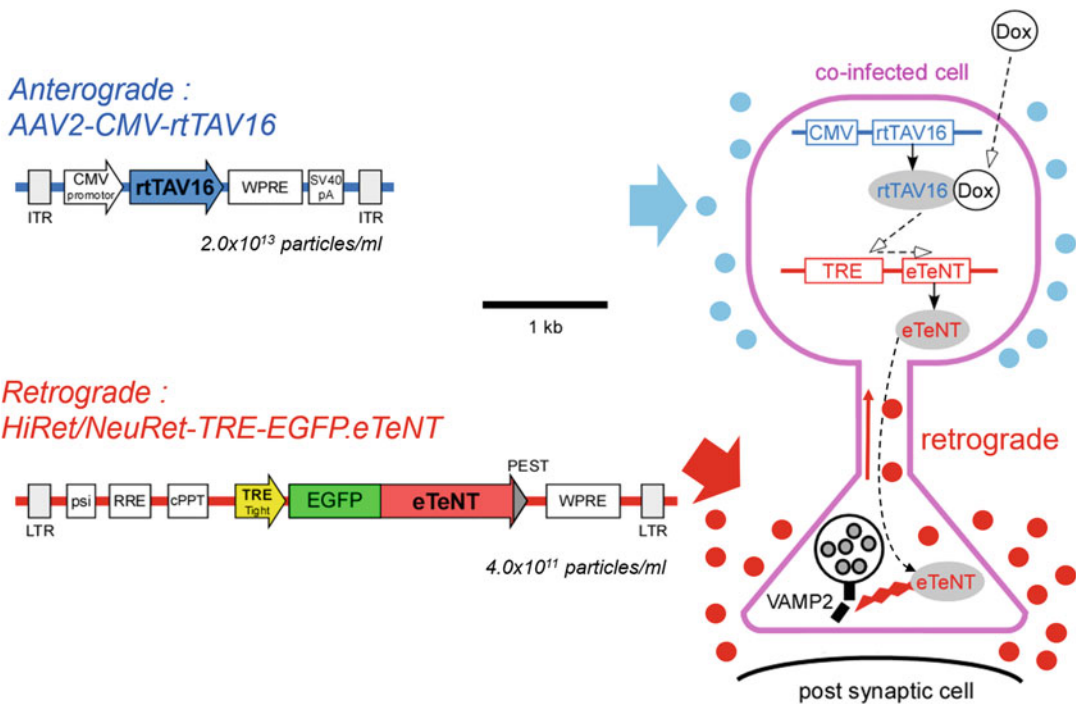 Anterograde :
AAV2-CMV-rtTAV16
CMV
promotor
rtTAV16
WPRE
SV40
pA
ITR
ITR
2.0x10¹³ particles/ml
1 kb
Retrograde :
HiRet/NeuRet-TRE-EGFP.eTeNT
PEST
psi
RRE
cPPT
TRE
Tight
EGFP
eTeNT
WPRE
LTR
LTR
4.0x10¹¹ particles/ml
Dox
co-infected cell
CMV
rtTAV16
rtTAV16
Dox
TRE
eTeNT
eTeNT
retrograde
VAMP2
eTeNT
post synaptic cell